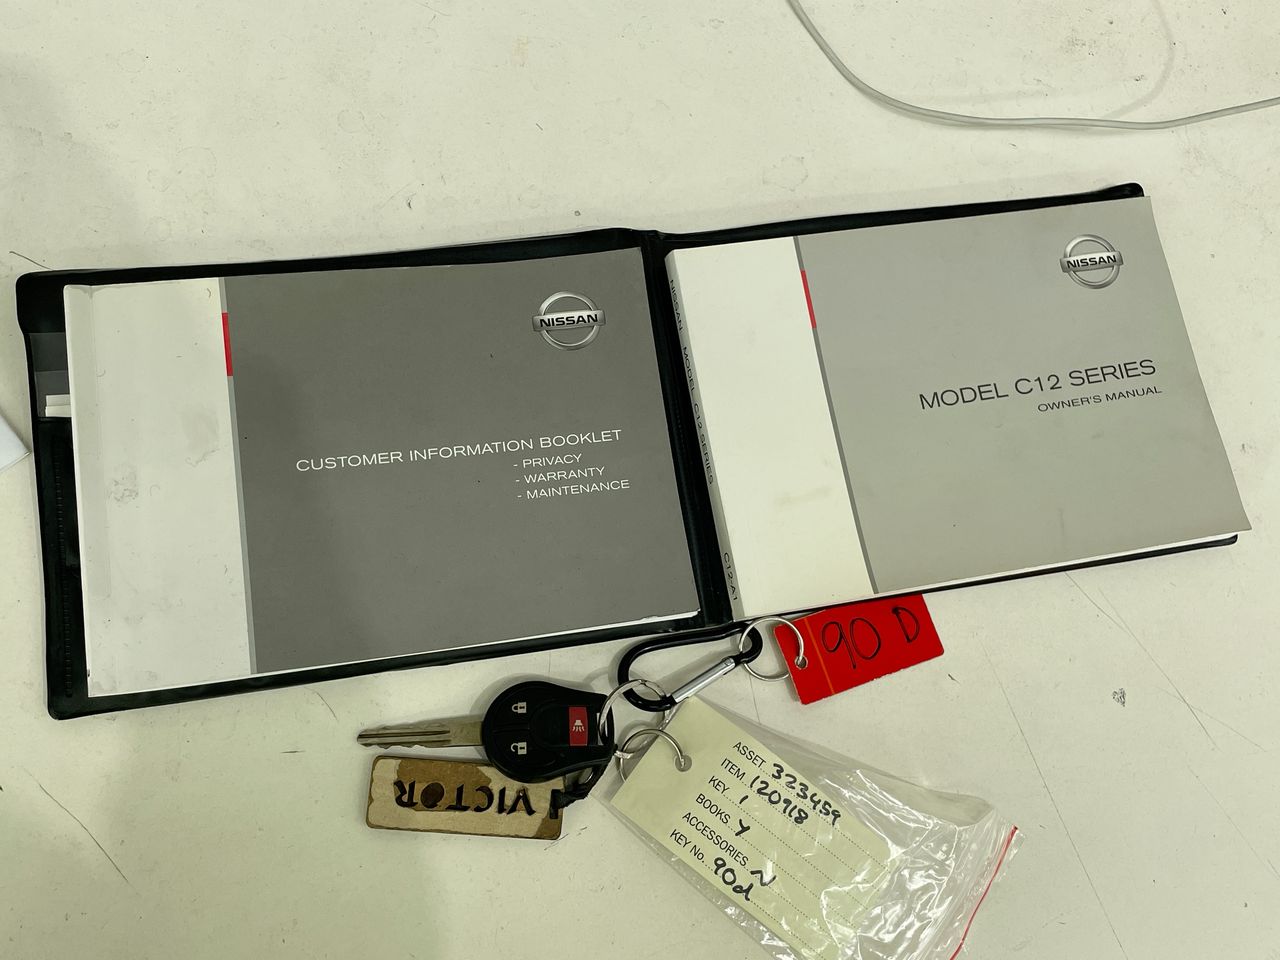 NISSAN
CUSTOMER INFORMATION BOOKLET
- PRIVACY
- WARRANTY
- MAINTENANCE
NISSAN MODEL C12 SERIES
C12-A1
NISSAN
MODEL C12 SERIES
OWNER'S MANUAL
90 D
VICTOR
ASSET 323459
ITEM 120918
KEY 1
BOOKS Y
ACCESSORIES N
KEY No. 90d